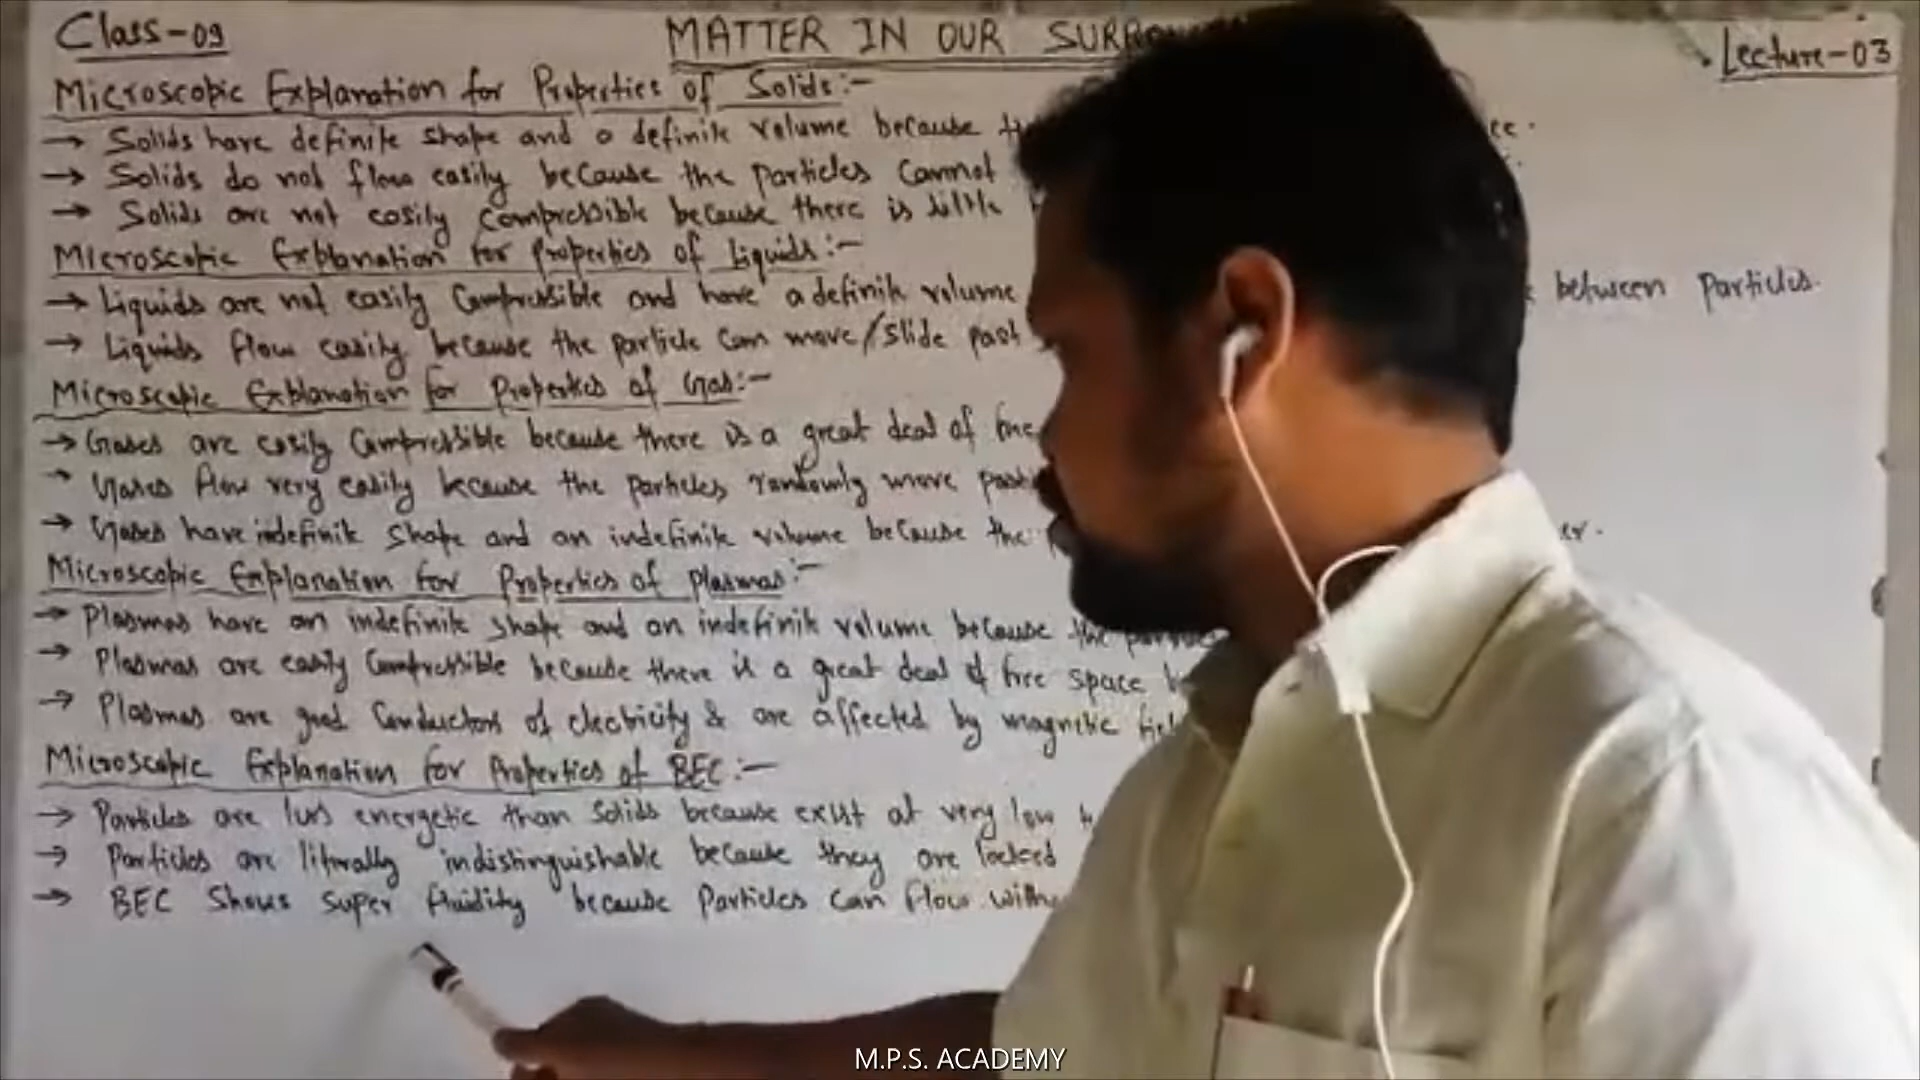 Class-09
MATTER IN OUR
Lecture-03
Microscopic Explanation for Properties of Solids:-
→ Solids have definite shape and a definite volume because
→ Solids do not flow easily because the particles cannot
→ Solids are not easily compressible because there is little
Microscopic Explanation for Properties of Liquids:-
→ Liquids are not easily compressible and have a definite volume between particles.
→ Liquids flow easily because the particle can move/slide past
Microscopic Explanation for Properties of Gas:-
→ Gases are easily compressible because there is a great deal of free
→ Gases flow very easily because the particles randomly move past
→ Gases have indefinite shape and an indefinite volume because the
Microscopic Explanation for Properties of Plasmas:-
→ Plasmas have an indefinite shape and an indefinite volume because the
→ Plasmas are easily compressible because there is a great deal of free space
→ Plasmas are good conductors of electricity & are affected by magnetic
Microscopic Explanation for Properties of BEC:-
→ Particles are less energetic than solids because exist at very low
→ Particles are literally indistinguishable because they are locked
→ BEC shows super fluidity because Particles can flow
M.P.S. ACADEMY